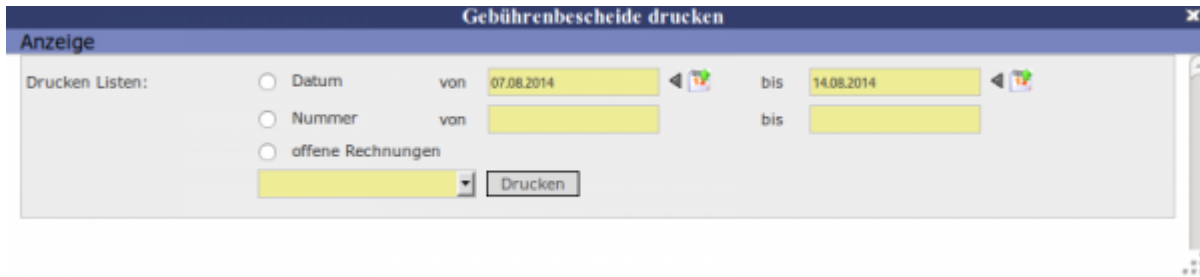 Gebührenbescheide drucken
Anzeige
Drucken Listen: Datum von 07.08.2014 bis 14.08.2014
Nummer von bis
offene Rechnungen
Drucken